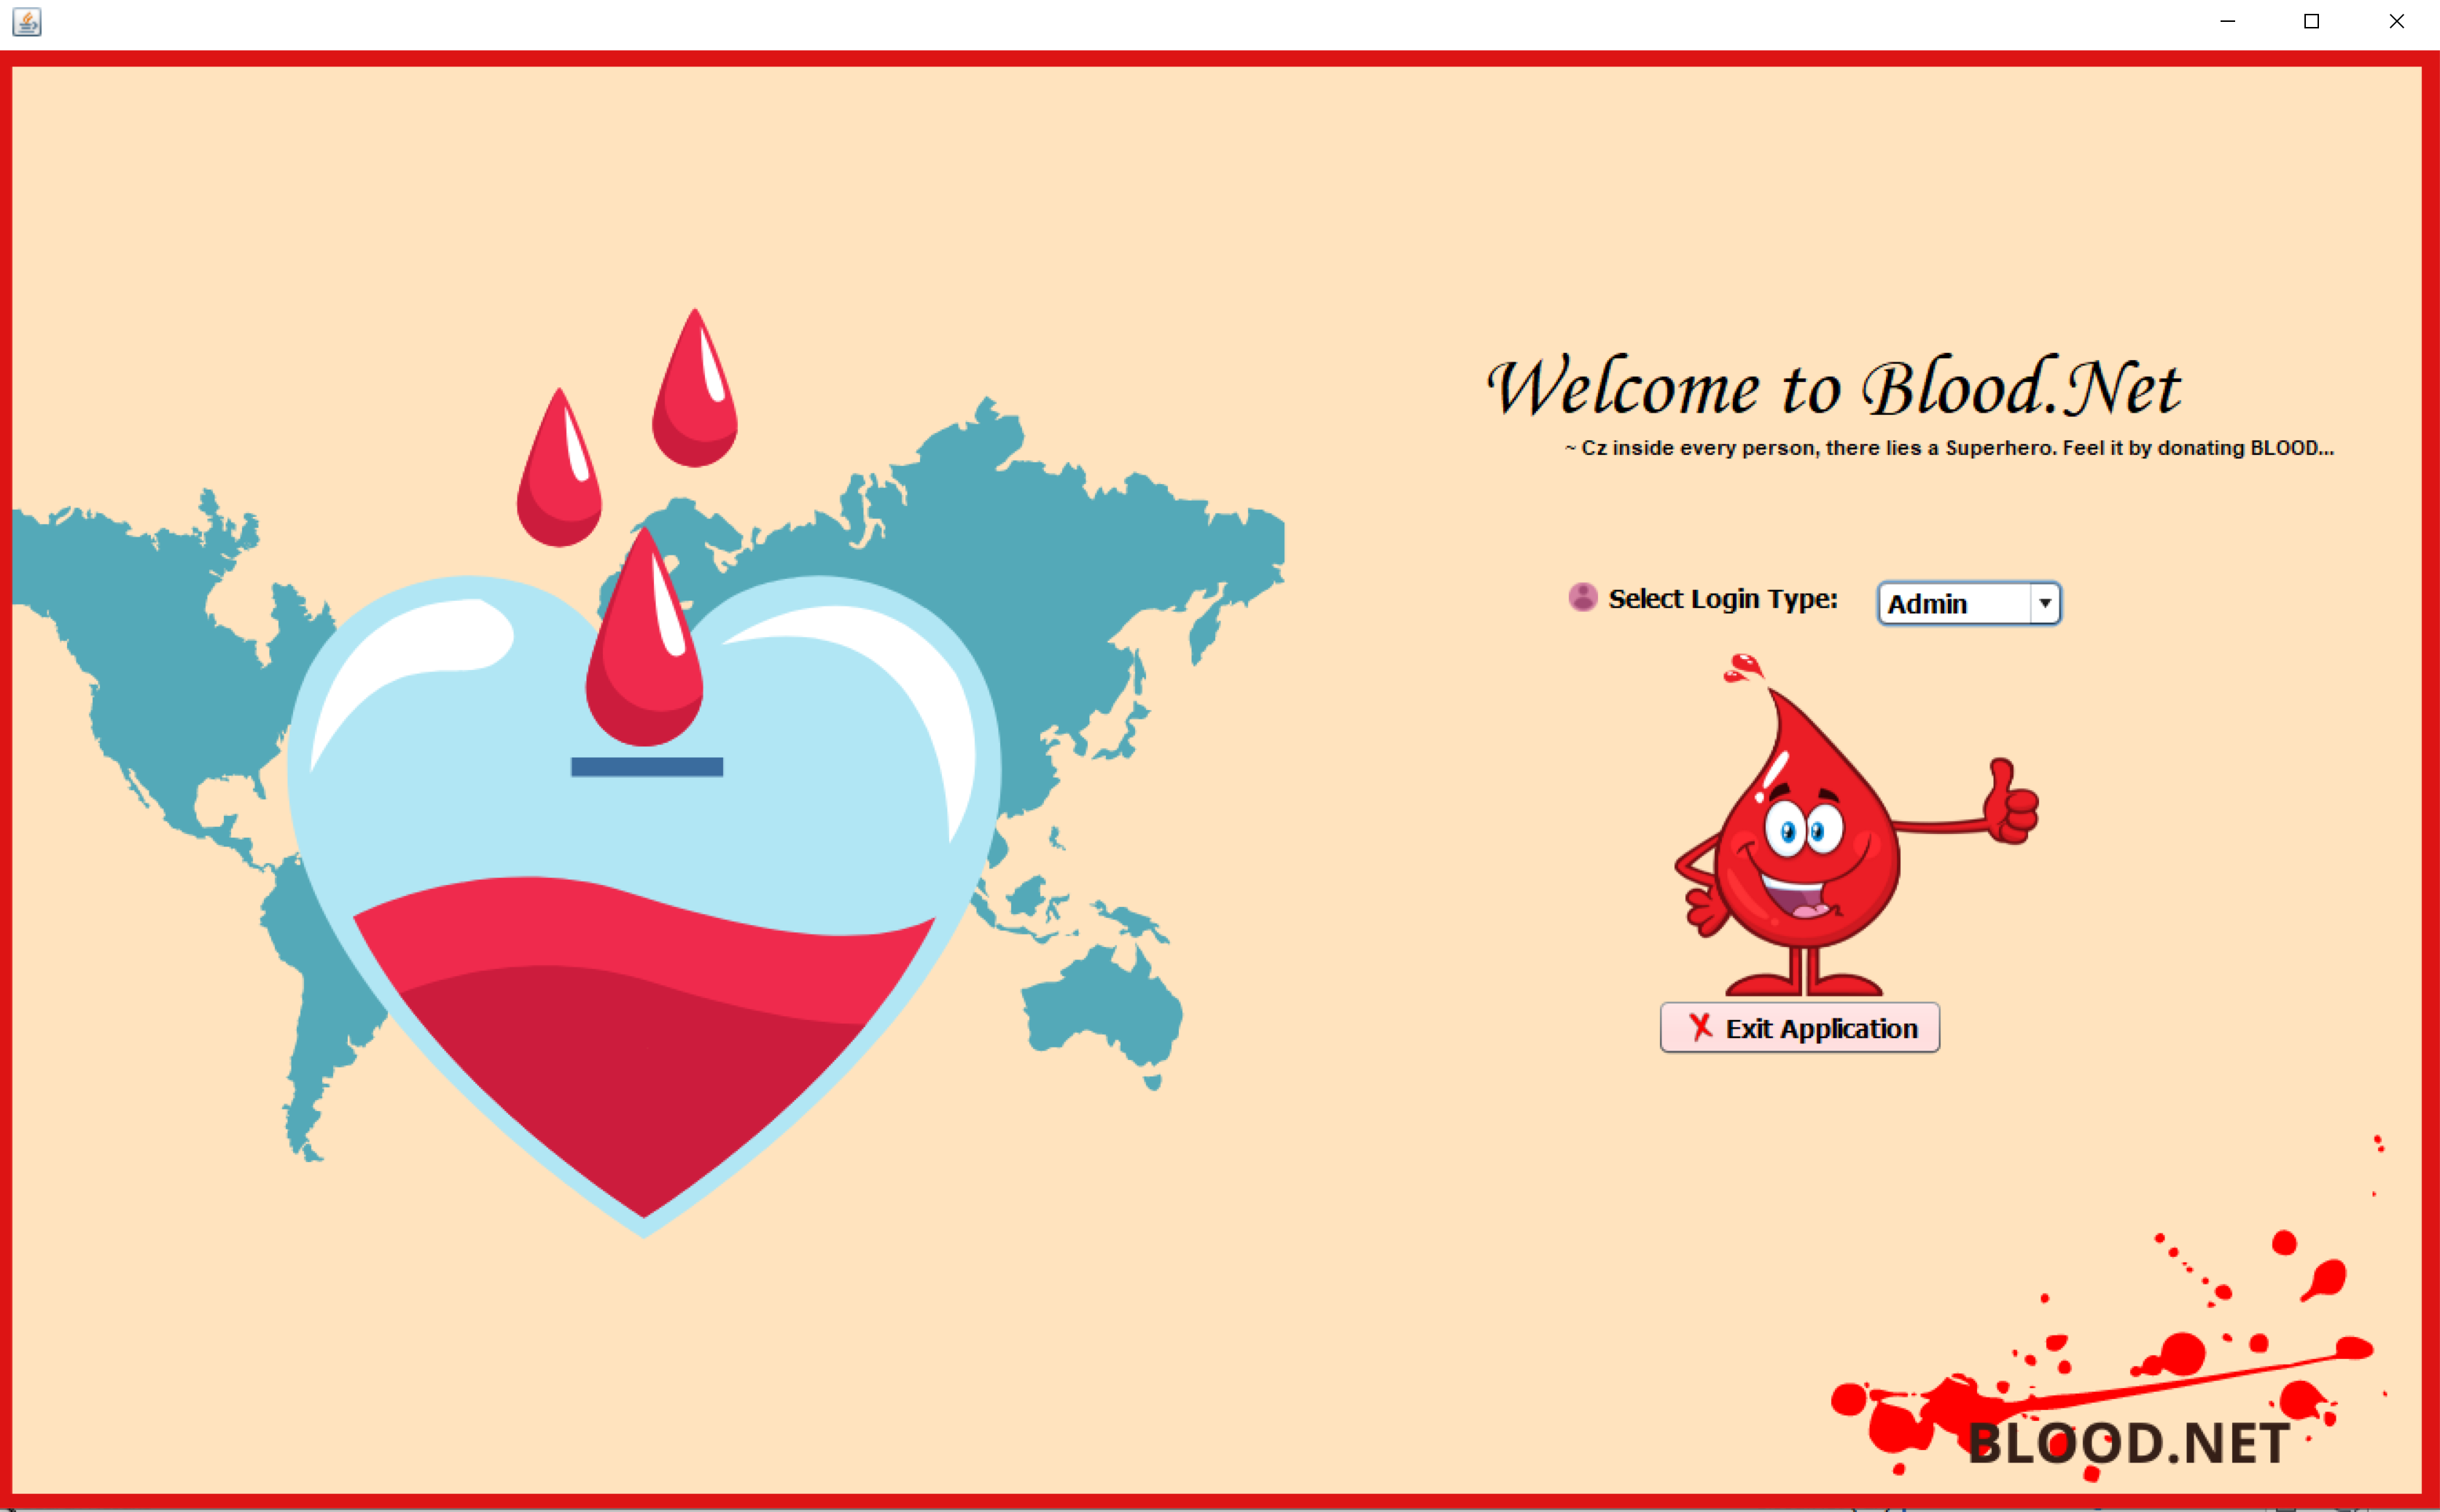 Welcome to Blood.Net
~ Cz inside every person, there lies a Superhero. Feel it by donating BLOOD...
Select Login Type:
Admin
Exit Application
BLOOD.NET